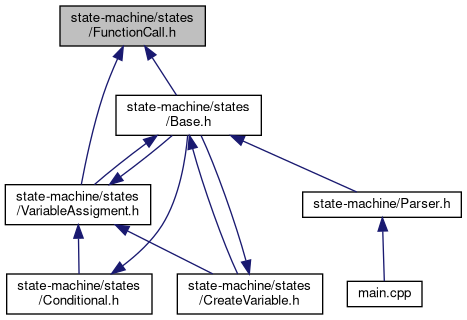 state-machine/states
/FunctionCall.h
state-machine/states
/Base.h
state-machine/states
/VariableAssigment.h
state-machine/Parser.h
state-machine/states
/Conditional.h
state-machine/states
/CreateVariable.h
main.cpp